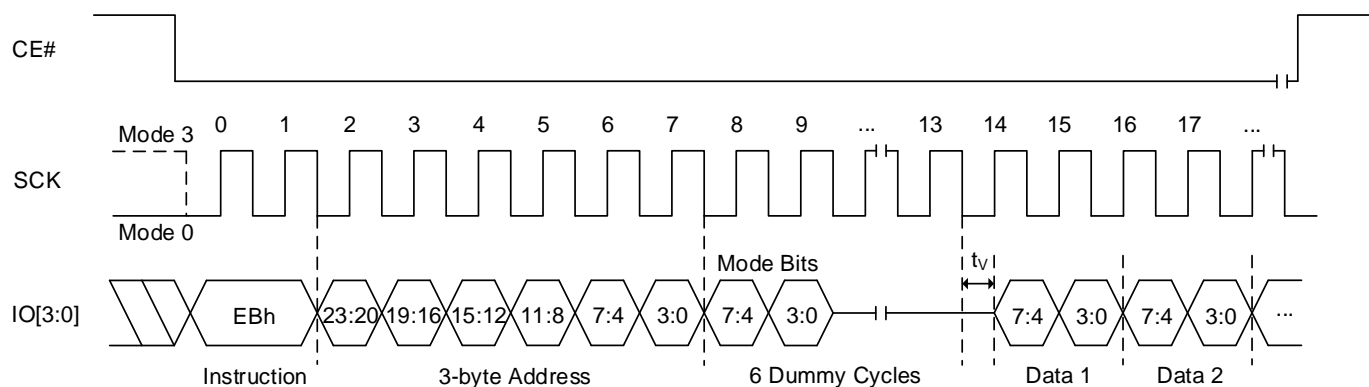 CE#
0 1 2 3 4 5 6 7 8 9 ... 13 14 15 16 17 ...
Mode 3
SCK
Mode 0
Mode Bits
tV
IO[3:0]
EBh 23:20 19:16 15:12 11:8 7:4 3:0 7:4 3:0 7:4 3:0 7:4 3:0 ...
Instruction 3-byte Address 6 Dummy Cycles Data 1 Data 2